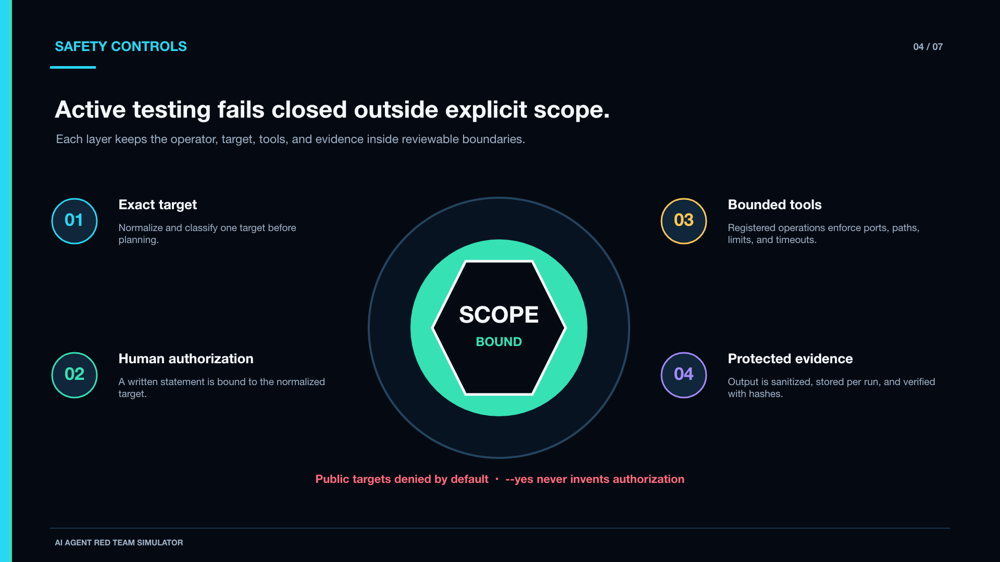 SAFETY CONTROLS
04 / 07
Active testing fails closed outside explicit scope.
Each layer keeps the operator, target, tools, and evidence inside reviewable boundaries.
01
Exact target
Normalize and classify one target before
planning.
02
Human authorization
A written statement is bound to the normalized
target.
SCOPE
BOUND
03
Bounded tools
Registered operations enforce ports, paths,
limits, and timeouts.
04
Protected evidence
Output is sanitized, stored per run, and verified
with hashes.
Public targets denied by default • --yes never invents authorization
AI AGENT RED TEAM SIMULATOR